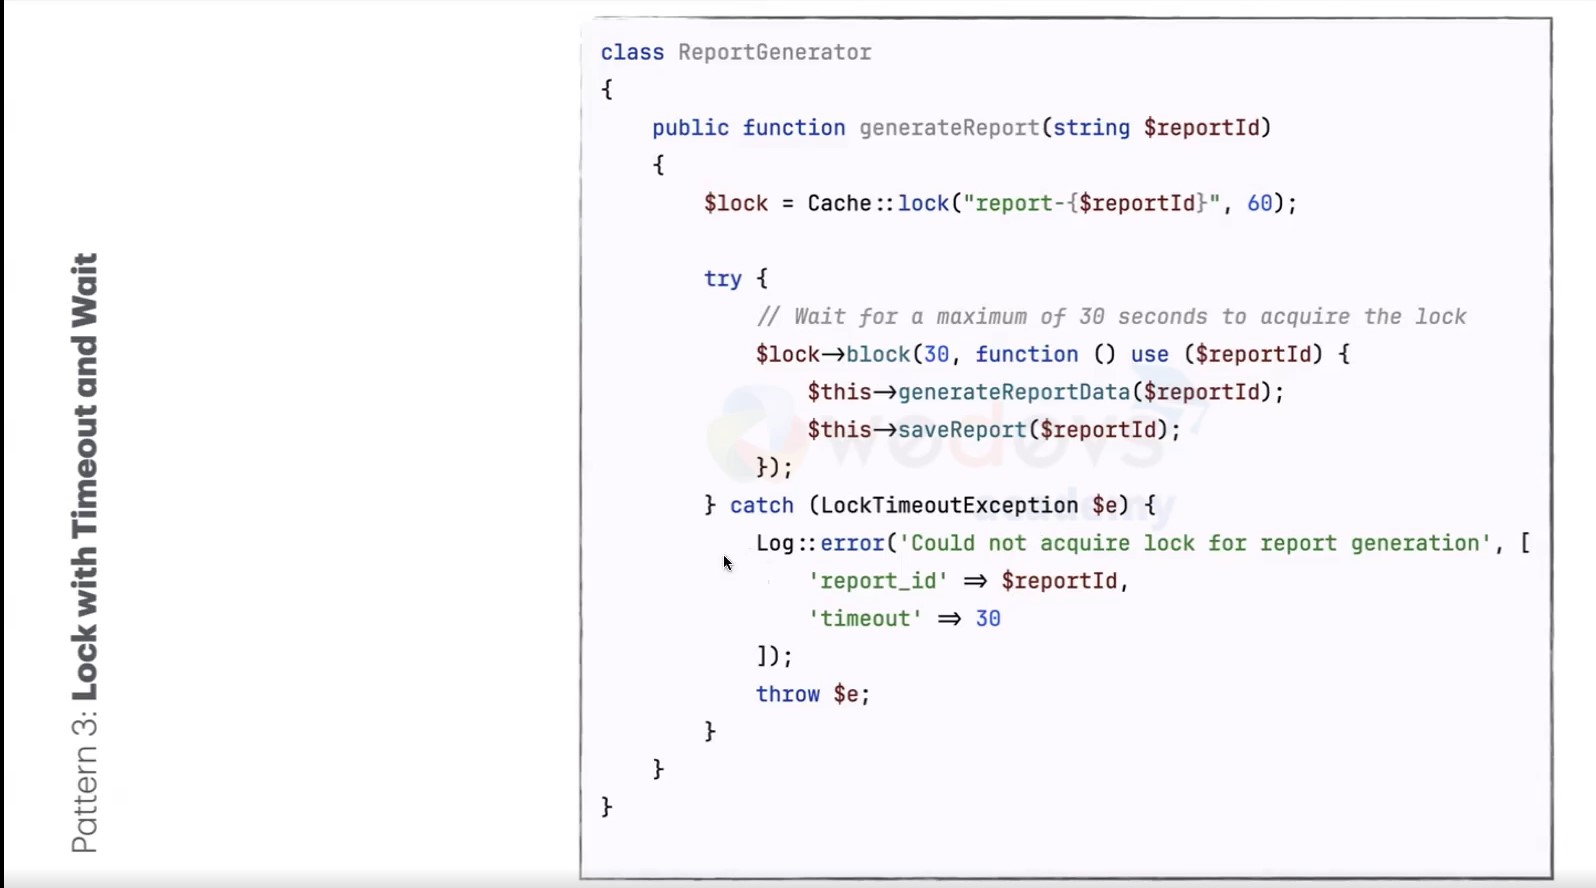 Pattern 3: Lock with Timeout and Wait
class ReportGenerator
{
    public function generateReport(string $reportId)
    {
        $lock = Cache::lock("report-{$reportId}", 60);

        try {
            // Wait for a maximum of 30 seconds to acquire the lock
            $lock->block(30, function () use ($reportId) {
                $this->generateReportData($reportId);
                $this->saveReport($reportId);
            });
        } catch (LockTimeoutException $e) {
            Log::error('Could not acquire lock for report generation', [
                'report_id' => $reportId,
                'timeout' => 30
            ]);
            throw $e;
        }
    }
}
wedevs
academy